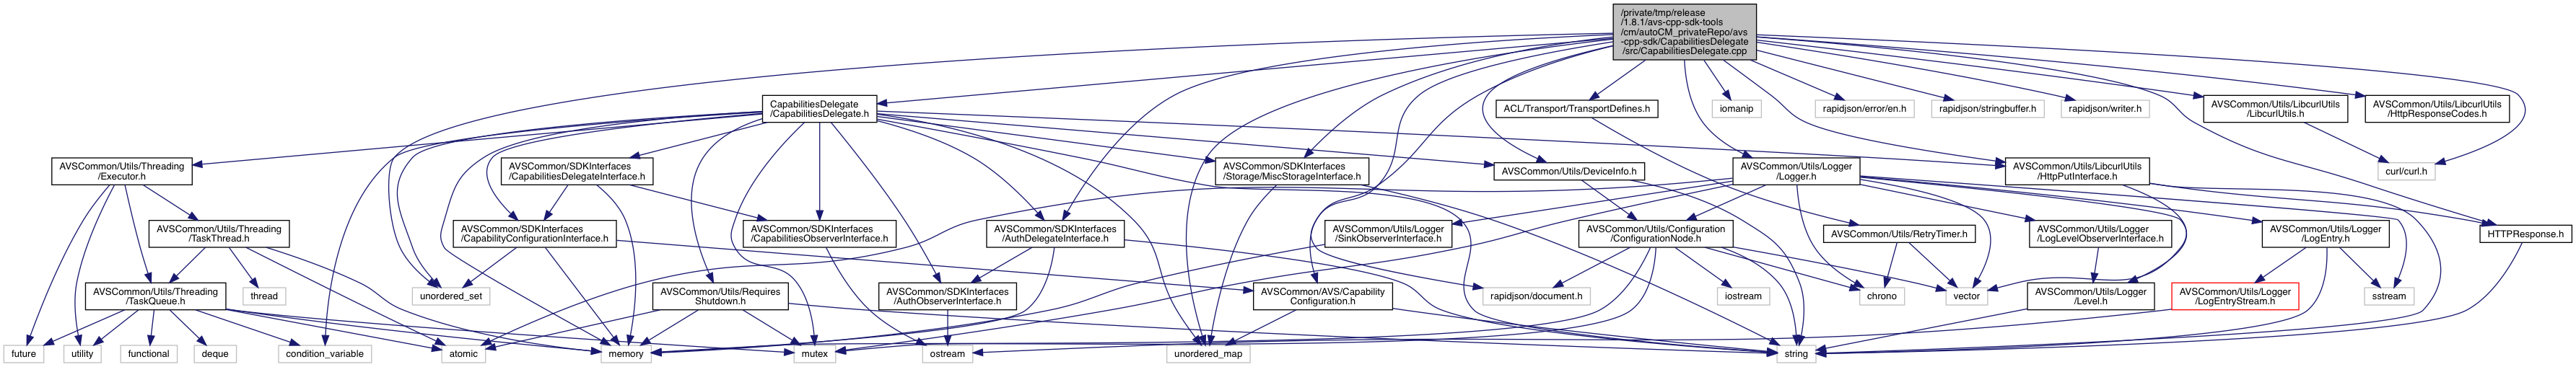 /private/tmp/release
/1.8.1/avs-cpp-sdk-tools
/cm/autoCM_privateRepo/avs
-cpp-sdk/CapabilitiesDelegate
/src/CapabilitiesDelegate.cpp
CapabilitiesDelegate
/CapabilitiesDelegate.h
ACL/Transport/TransportDefines.h
iomanip
rapidjson/error/en.h
rapidjson/stringbuffer.h
rapidjson/writer.h
AVSCommon/Utils/LibcurlUtils
/LibcurlUtils.h
AVSCommon/Utils/LibcurlUtils
/HttpResponseCodes.h
AVSCommon/Utils/Threading
/Executor.h
AVSCommon/SDKInterfaces
/CapabilitiesDelegateInterface.h
AVSCommon/SDKInterfaces
/Storage/MiscStorageInterface.h
AVSCommon/Utils/DeviceInfo.h
AVSCommon/Utils/Logger
/Logger.h
AVSCommon/Utils/LibcurlUtils
/HttpPutInterface.h
curl/curl.h
AVSCommon/Utils/Threading
/TaskThread.h
AVSCommon/SDKInterfaces
/CapabilityConfigurationInterface.h
AVSCommon/SDKInterfaces
/CapabilitiesObserverInterface.h
AVSCommon/SDKInterfaces
/AuthDelegateInterface.h
AVSCommon/Utils/Logger
/SinkObserverInterface.h
AVSCommon/Utils/Configuration
/ConfigurationNode.h
AVSCommon/Utils/RetryTimer.h
AVSCommon/Utils/Logger
/LogLevelObserverInterface.h
AVSCommon/Utils/Logger
/LogEntry.h
HTTPResponse.h
AVSCommon/Utils/Threading
/TaskQueue.h
thread
unordered_set
AVSCommon/Utils/Requires
Shutdown.h
AVSCommon/SDKInterfaces
/AuthObserverInterface.h
AVSCommon/AVS/Capability
Configuration.h
rapidjson/document.h
iostream
chrono
vector
AVSCommon/Utils/Logger
/Level.h
AVSCommon/Utils/Logger
/LogEntryStream.h
sstream
future
utility
functional
deque
condition_variable
atomic
memory
mutex
ostream
unordered_map
string